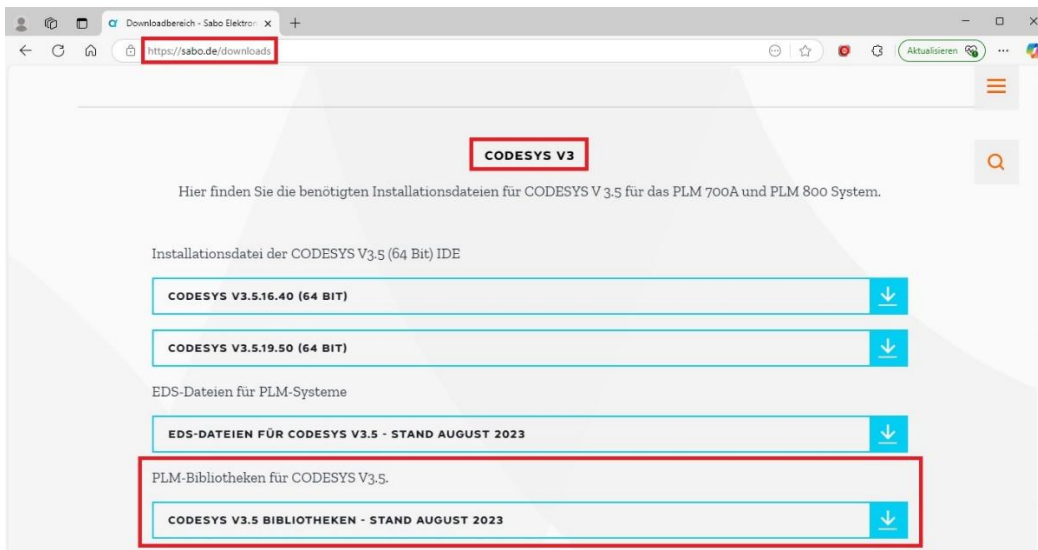 Downloadbereich - Sabo Elektron
https://sabo.de/downloads
Aktualisieren
CODESYS V3
Hier finden Sie die benötigten Installationsdateien für CODESYS V 3.5 für das PLM 700A und PLM 800 System.
Installationsdatei der CODESYS V3.5 (64 Bit) IDE
CODESYS V3.5.16.40 (64 BIT)
CODESYS V3.5.19.50 (64 BIT)
EDS-Dateien für PLM-Systeme
EDS-DATEIEN FÜR CODESYS V3.5 - STAND AUGUST 2023
PLM-Bibliotheken für CODESYS V3.5.
CODESYS V3.5 BIBLIOTHEKEN - STAND AUGUST 2023